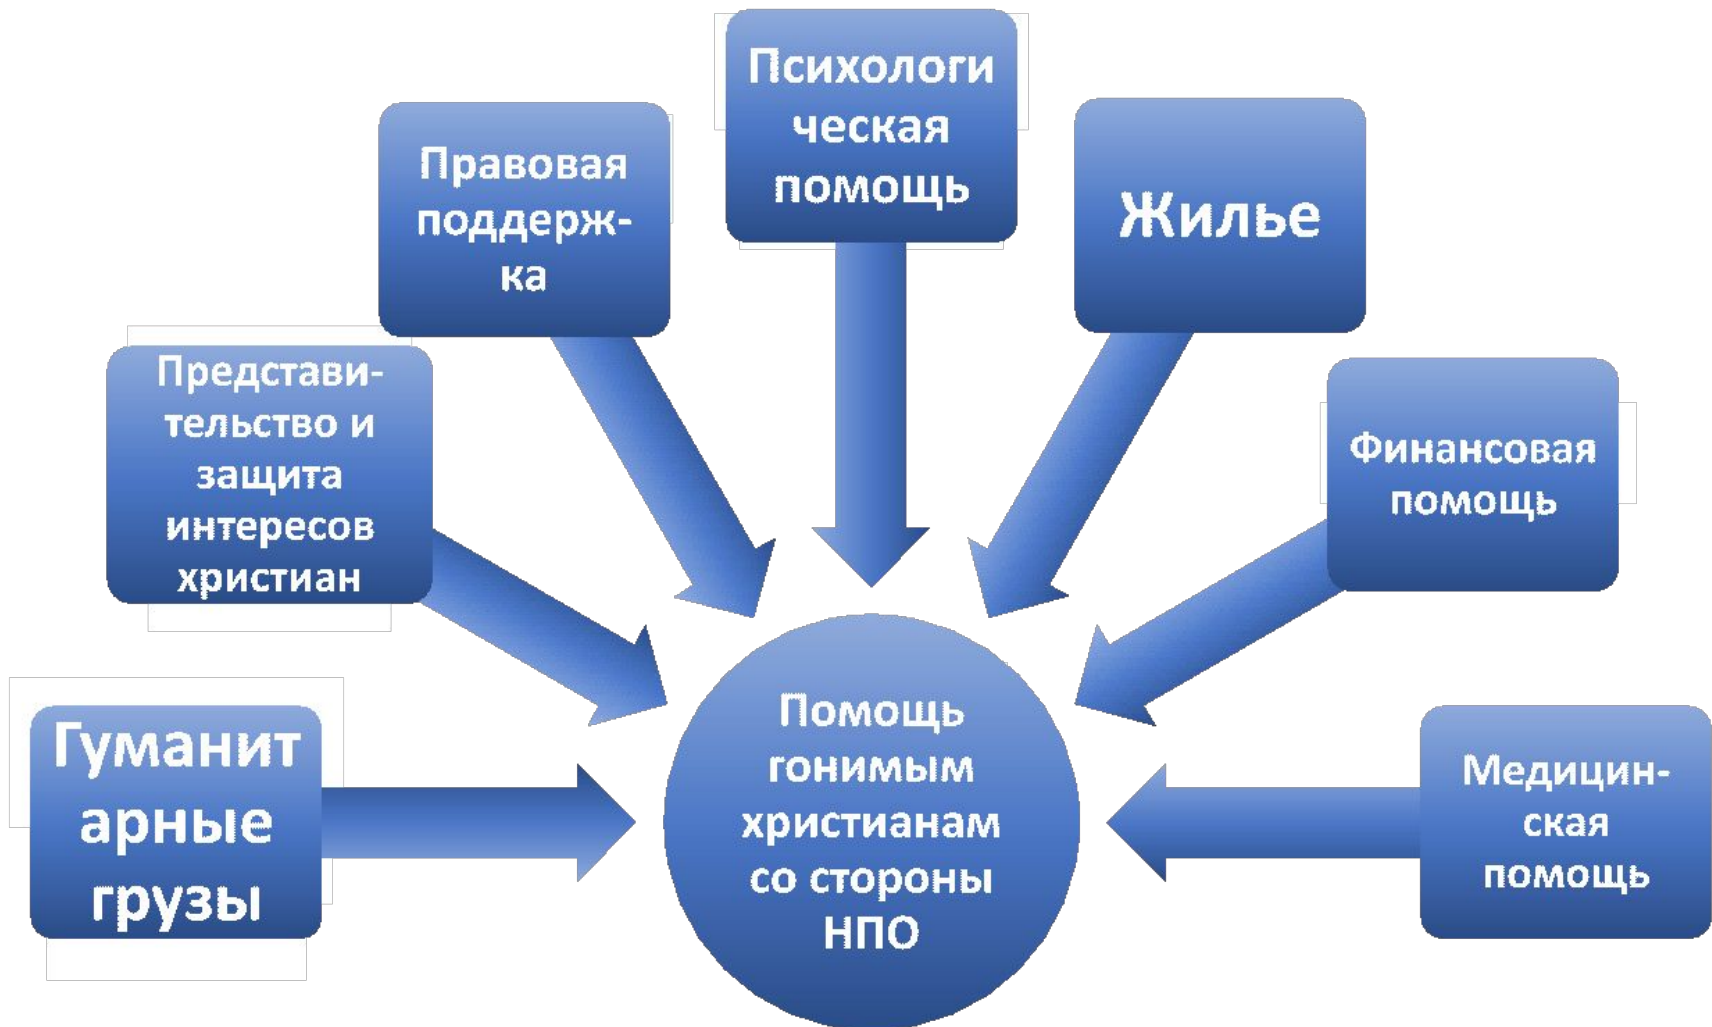 Психологи
ческая
помощь
Правовая
поддерж-
ка
Жилье
Представи-
тельство и
защита
интересов
христиан
Финансовая
помощь
Гуманит
арные
грузы
Помощь
гонимым
христианам
со стороны
НПО
Медицин-
ская
помощь